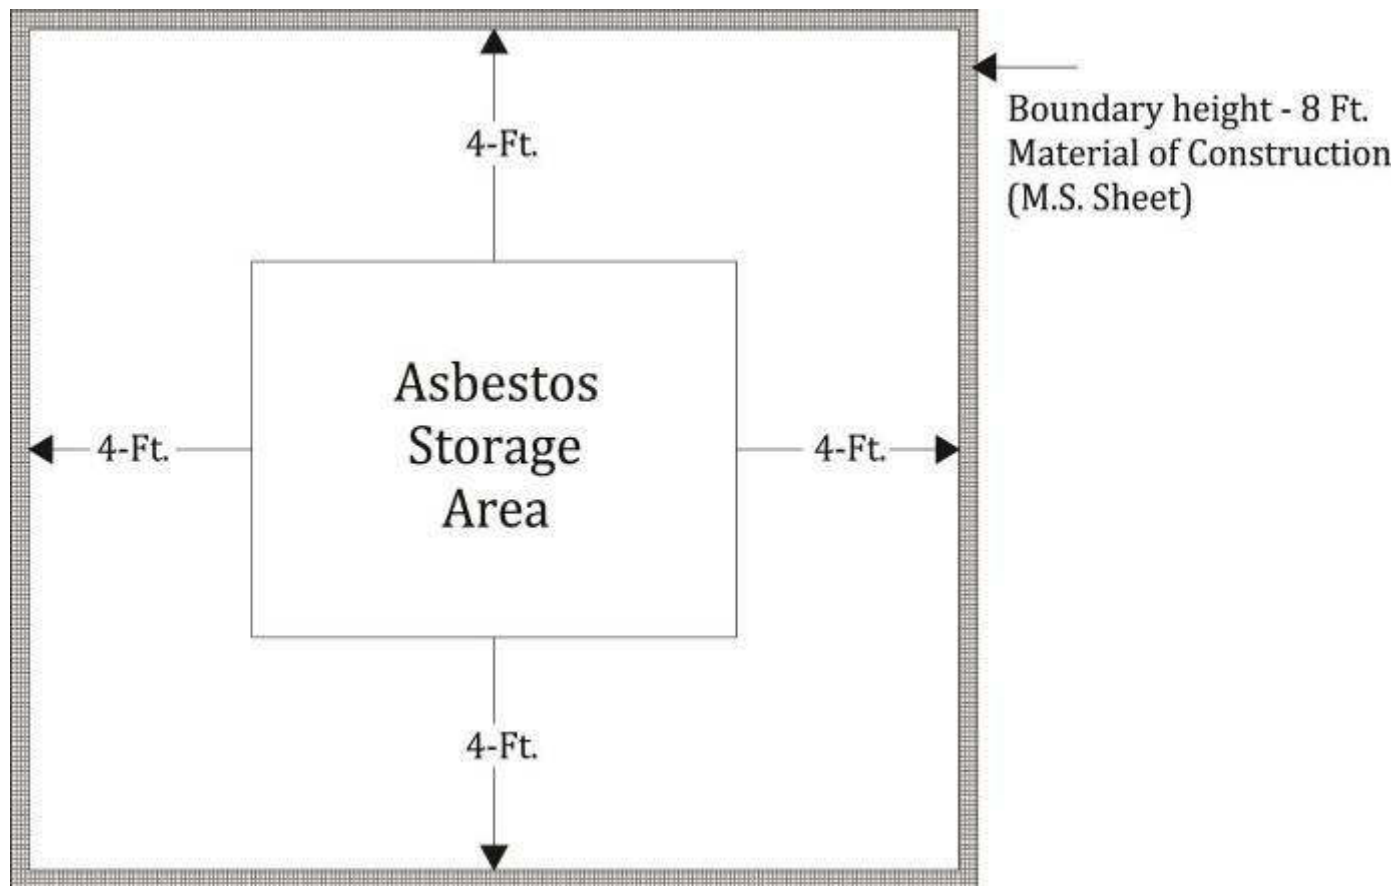 4-Ft.
Boundary height - 8 Ft.
Material of Construction
(M.S. Sheet)
Asbestos
Storage
Area
4-Ft.
4-Ft.
4-Ft.